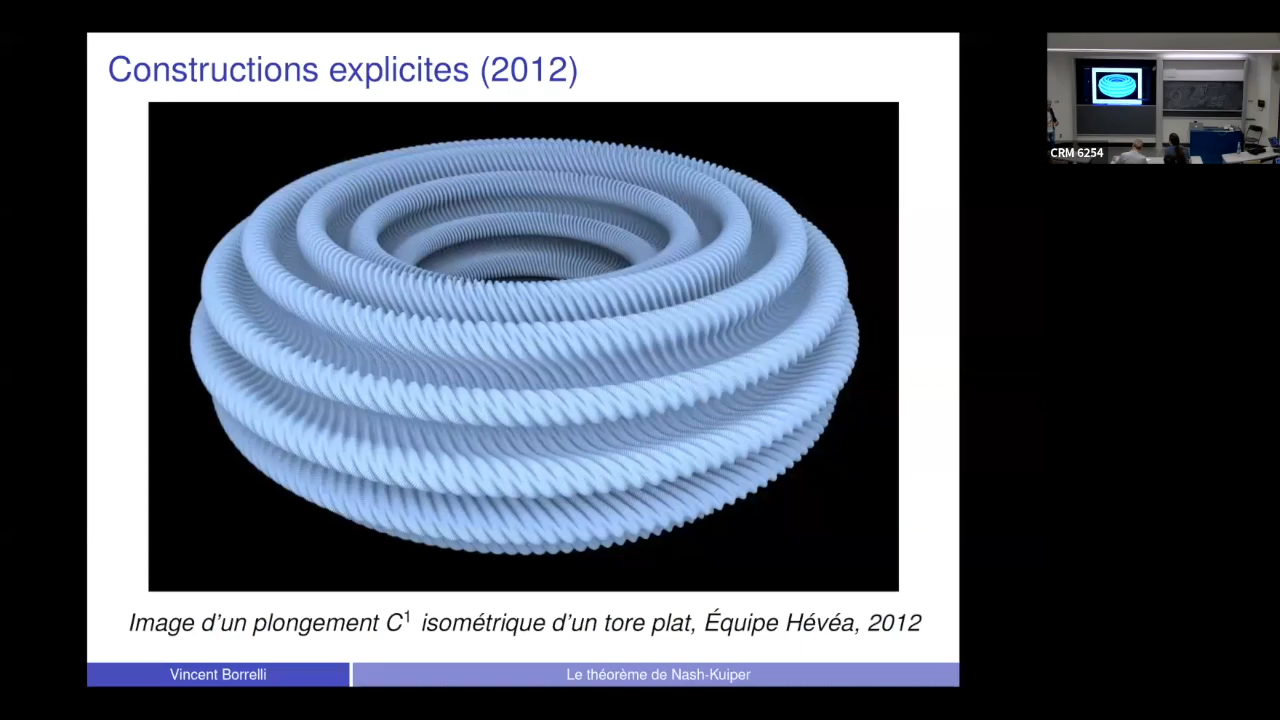 Constructions explicites (2012)
CRM 6254
Image d'un plongement C¹ isométrique d'un tore plat, Équipe Hévéa, 2012
Vincent Borrelli
Le théorème de Nash-Kuiper